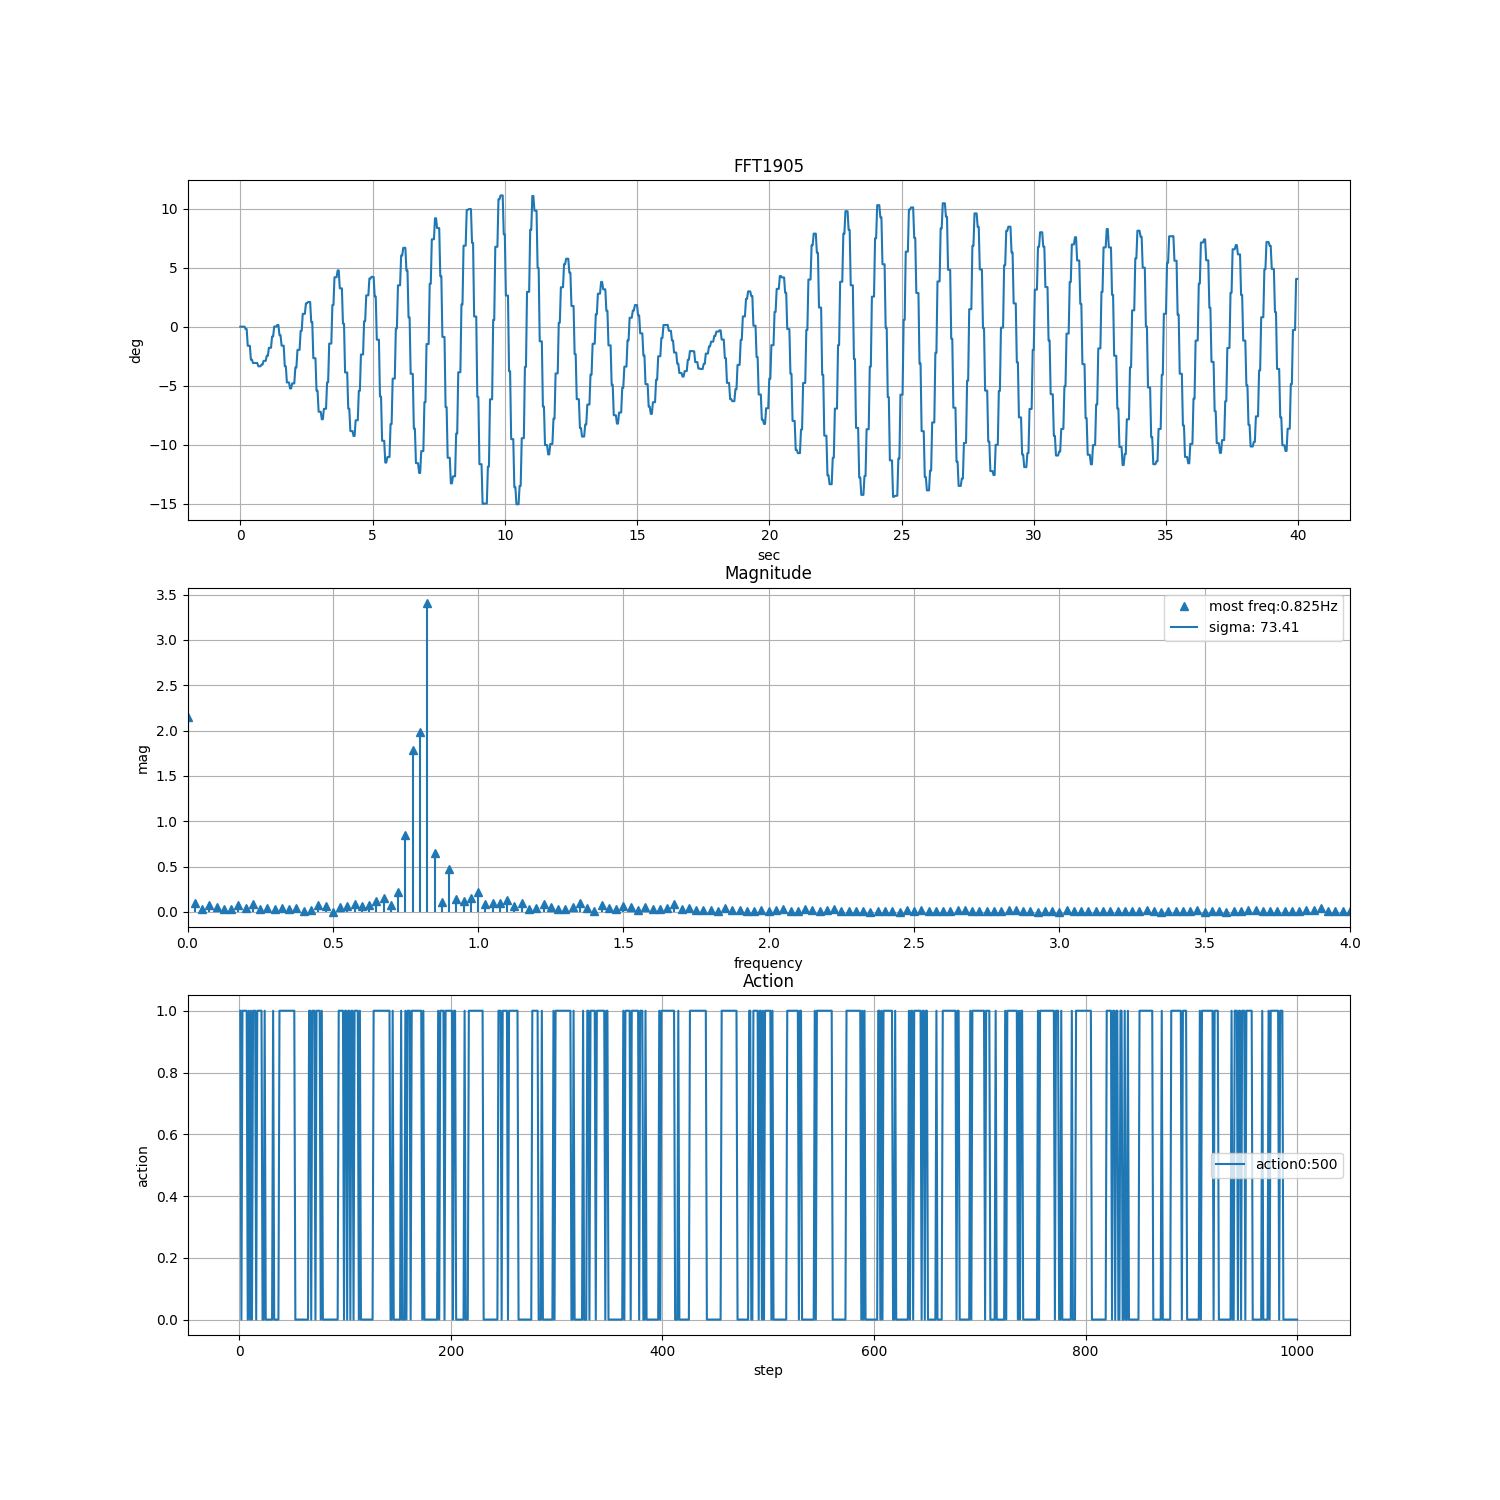 FFT1905
10
5
0
−5
−10
−15
deg
0 5 10 15 20 25 30 35 40
sec
Magnitude
3.5
3.0
2.5
2.0
1.5
1.0
0.5
0.0
mag
most freq:0.825Hz
sigma: 73.41
0.0 0.5 1.0 1.5 2.0 2.5 3.0 3.5 4.0
frequency
Action
1.0
0.8
0.6
0.4
0.2
0.0
action
action0:500
0 200 400 600 800 1000
step